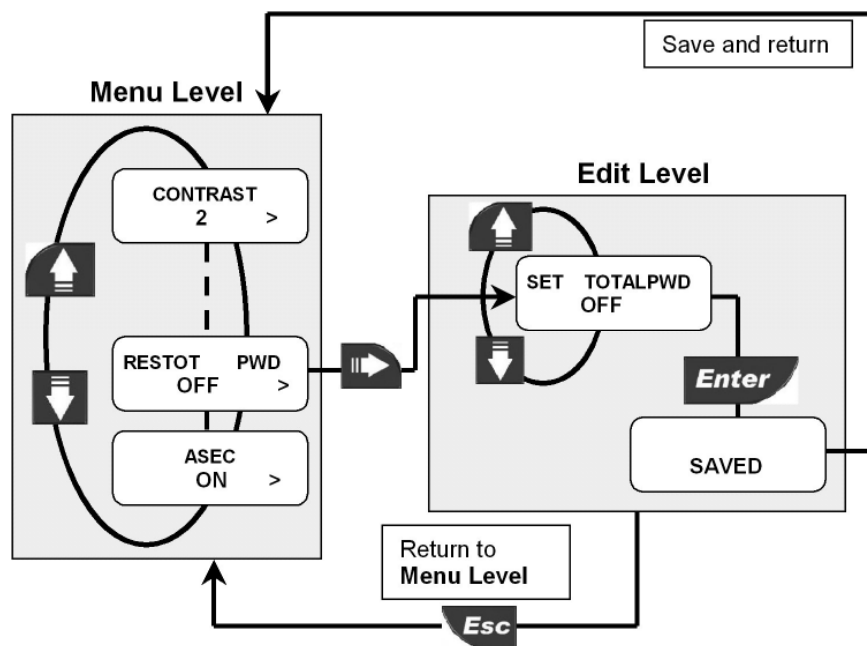 Save and return
Menu Level
CONTRAST
2 >
Edit Level
SET TOTALPWD
OFF
RESTOT PWD
OFF >
Enter
ASEC
ON >
SAVED
Return to
Menu Level
Esc